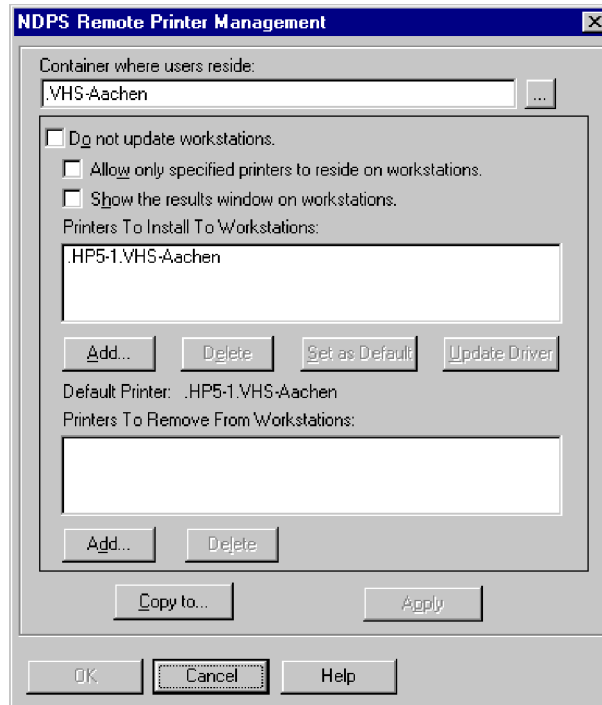 NDPS Remote Printer Management
Container where users reside:
.VHS-Aachen
...
Do not update workstations.
Allow only specified printers to reside on workstations.
Show the results window on workstations.
Printers To Install To Workstations:
.HP5-1.VHS-Aachen
Add... Delete Set as Default Update Driver
Default Printer: .HP5-1.VHS-Aachen
Printers To Remove From Workstations:
Add... Delete
Copy to... Apply
OK Cancel Help